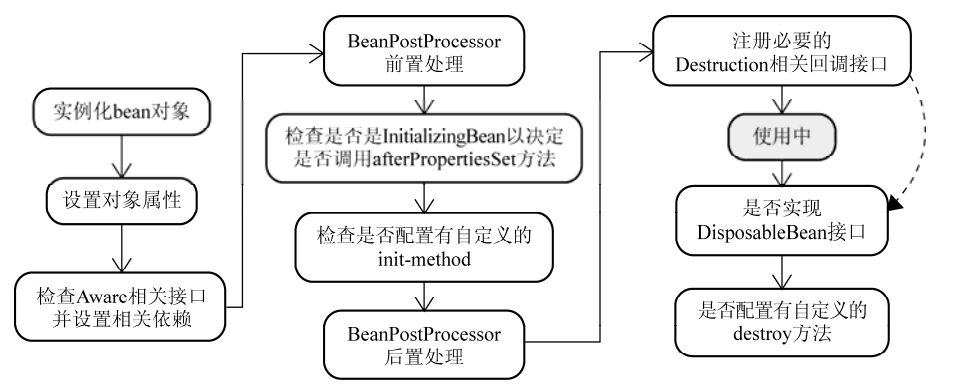 实例化bean对象
设置对象属性
检查Aware相关接口
并设置相关依赖
BeanPostProcessor
前置处理
检查是否是InitializingBean以决定
是否调用afterPropertiesSet方法
检查是否配置有自定义的
init-method
BeanPostProcessor
后置处理
注册必要的
Destruction相关回调接口
使用中
是否实现
DisposableBean接口
是否配置有自定义的
destroy方法